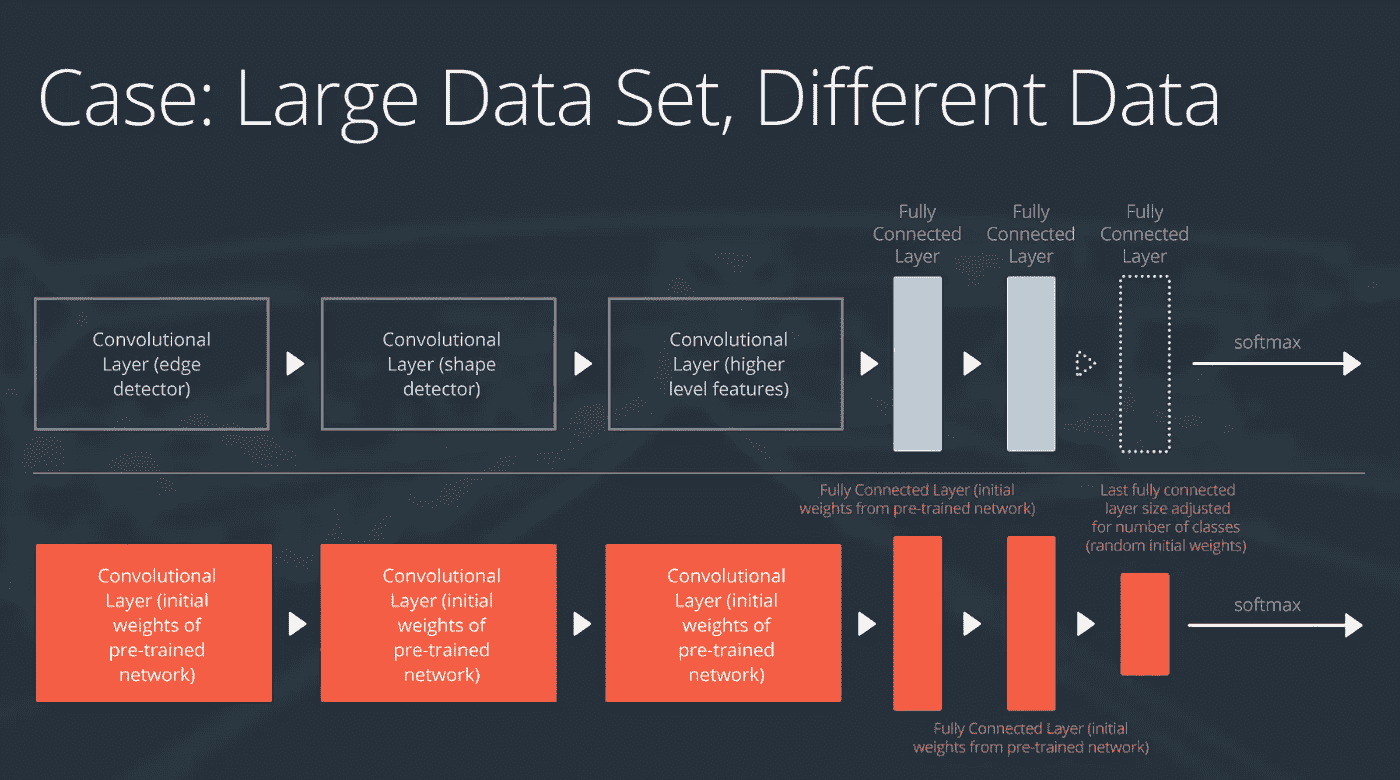 Case: Large Data Set, Different Data
Fully
Connected
Layer
Fully
Connected
Layer
Fully
Connected
Layer
Convolutional
Layer (edge
detector)
Convolutional
Layer (shape
detector)
Convolutional
Layer (higher
level features)
softmax
Fully Connected Layer (initial
weights from pre-trained network)
Last fully connected
layer size adjusted
for number of classes
(random initial weights)
Convolutional
Layer (initial
weights of
pre-trained
network)
Convolutional
Layer (initial
weights of
pre-trained
network)
Convolutional
Layer (initial
weights of
pre-trained
network)
softmax
Fully Connected Layer (initial
weights from pre-trained network)